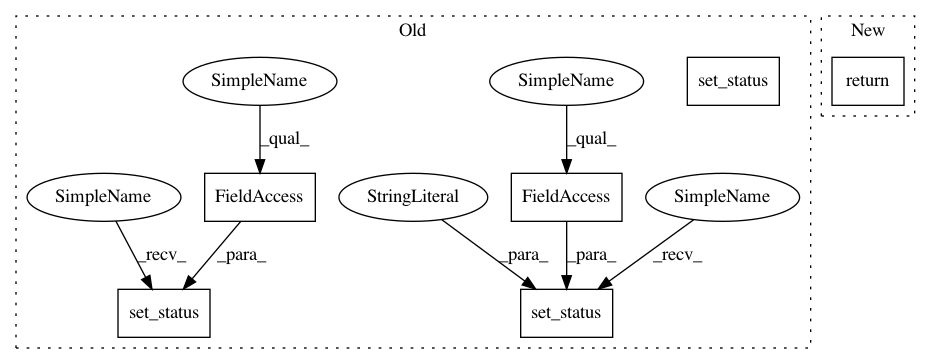 Old
New
SimpleName
SimpleName
set_status
return
_qual_
_qual_
SimpleName
FieldAccess
StringLiteral
FieldAccess
SimpleName
_recv_
_para_
_para_
_para_
_recv_
set_status
set_status